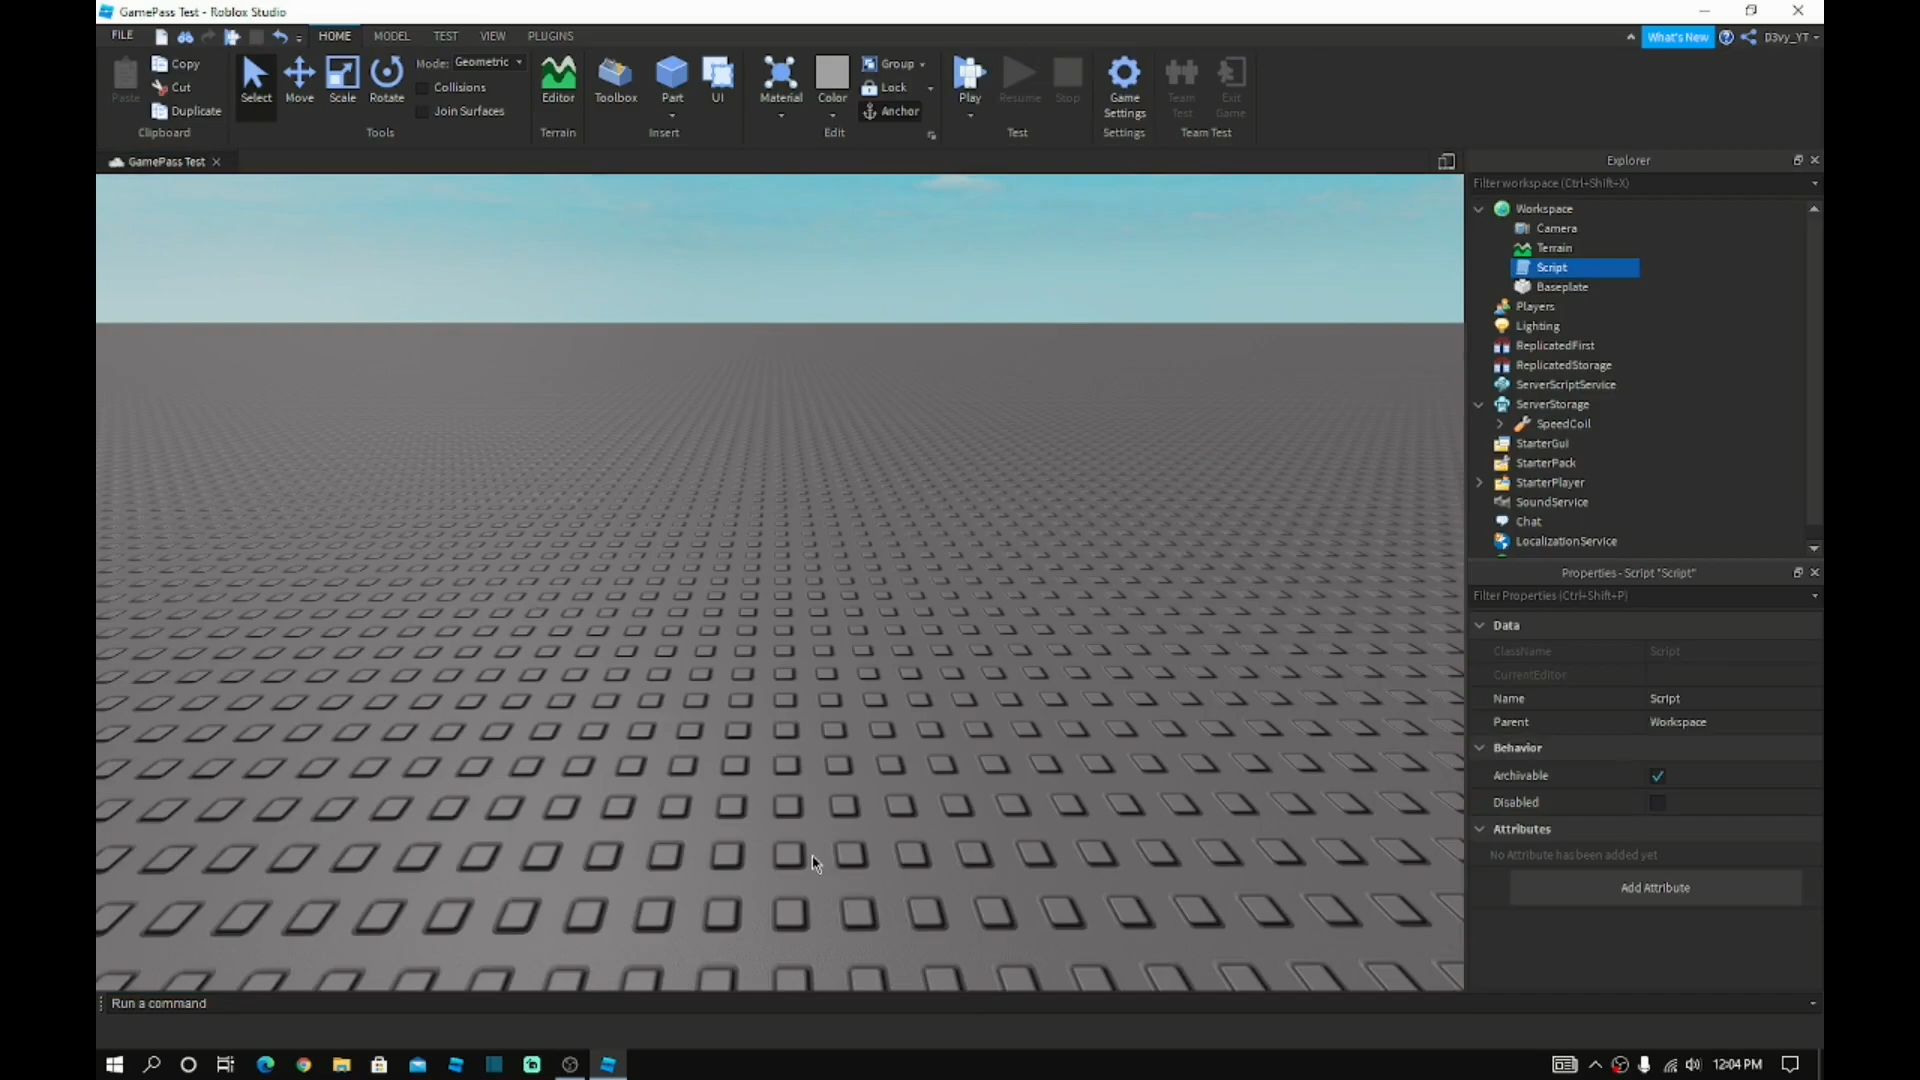 GamePass Test - Roblox Studio
FILE
HOME
MODEL
TEST
VIEW
PLUGINS
What's New
D3vy_YT
Paste
Copy
Cut
Duplicate
Clipboard
Select
Move
Scale
Rotate
Mode: Geometric
Collisions
Join Surfaces
Tools
Editor
Terrain
Toolbox
Part
UI
Insert
Material
Color
Group
Lock
Anchor
Edit
Play
Resume
Stop
Test
Game
Settings
Settings
Team
Test
Exit
Game
Team Test
GamePass Test
Explorer
Filter workspace (Ctrl+Shift+X)
Workspace
Camera
Terrain
Script
Baseplate
Players
Lighting
ReplicatedFirst
ReplicatedStorage
ServerScriptService
ServerStorage
SpeedCoil
StarterGui
StarterPack
StarterPlayer
SoundService
Chat
LocalizationService
Properties - Script "Script"
Filter Properties (Ctrl+Shift+P)
Data
ClassName Script
CurrentEditor
Name Script
Parent Workspace
Behavior
Archivable
Disabled
Attributes
No Attribute has been added yet
Add Attribute
Run a command
12:04 PM